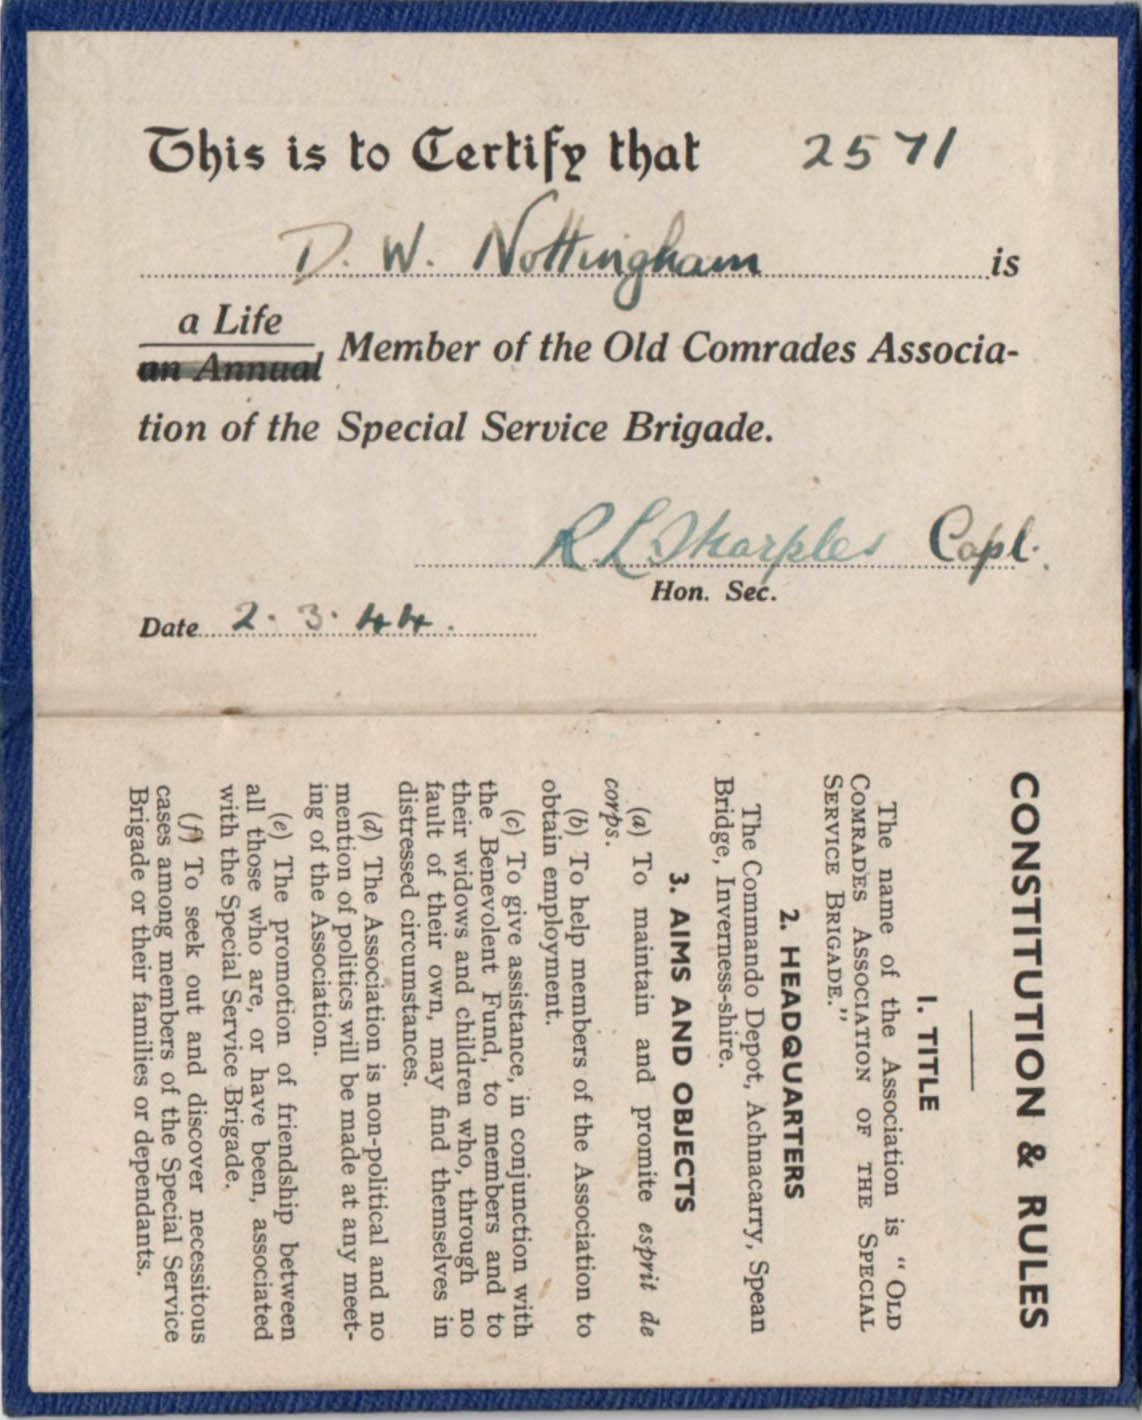 This is to Certify that 2571
D. W. Nottingham is
a Life
an Annual Member of the Old Comrades Associa-
tion of the Special Service Brigade.
R. L. Sharples Capt.
Hon. Sec.
Date 2.3.44.
CONSTITUTION & RULES
1. TITLE
The name of the Association is "OLD
COMRADES ASSOCIATION OF THE SPECIAL
SERVICE BRIGADE."
2. HEADQUARTERS
The Commando Depot, Achnacarry, Spean
Bridge, Inverness-shire.
3. AIMS AND OBJECTS
(a) To maintain and promite esprit de
corps.
(b) To help members of the Association to
obtain employment.
(c) To give assistance, in conjunction with
the Benevolent Fund, to members and to
their widows and children who, through no
fault of their own, may find themselves in
distressed circumstances.
(d) The Association is non-political and no
mention of politics will be made at any meet-
ing of the Association.
(e) The promotion of friendship between
all those who are, or have been, associated
with the Special Service Brigade.
(f) To seek out and discover necessitous
cases among members of the Special Service
Brigade or their families or dependants.